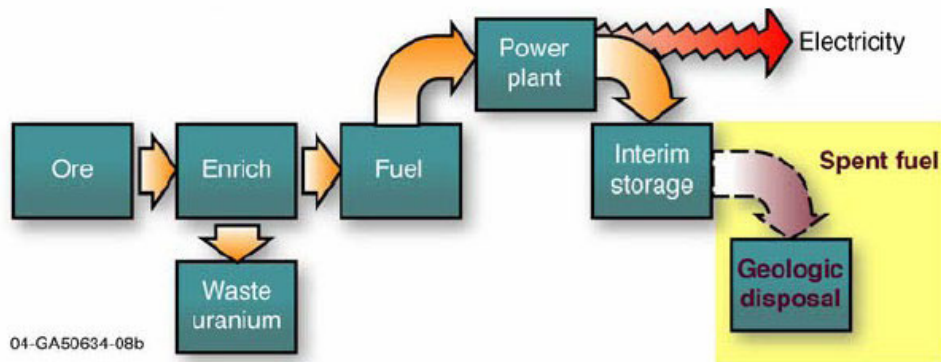 Power
plant
Electricity
Ore
Enrich
Fuel
Interim
storage
Spent fuel
Waste
uranium
Geologic
disposal
04-GA50634-08b